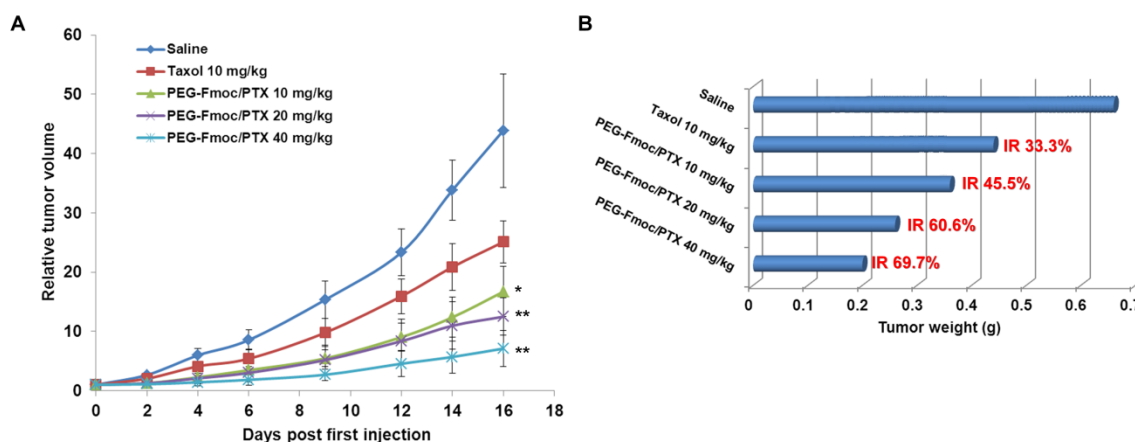 A
Relative tumor volume
60
50
40
30
20
10
0
Saline
Taxol 10 mg/kg
PEG-Fmoc/PTX 10 mg/kg
PEG-Fmoc/PTX 20 mg/kg
PEG-Fmoc/PTX 40 mg/kg
*
**
**
0 2 4 6 8 10 12 14 16 18
Days post first injection
B
Saline
Taxol 10 mg/kg
IR 33.3%
PEG-Fmoc/PTX 10 mg/kg
IR 45.5%
PEG-Fmoc/PTX 20 mg/kg
IR 60.6%
PEG-Fmoc/PTX 40 mg/kg
IR 69.7%
0 0.1 0.2 0.3 0.4 0.5 0.6 0.7
Tumor weight (g)